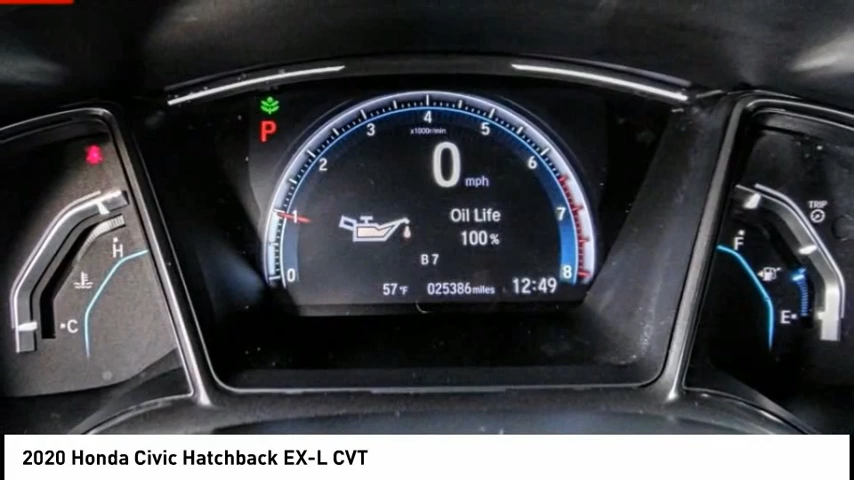 P
0 1 2 3 4 5 6 7 8
x1000r/min
0 mph
Oil Life
100 %
B 7
57 °F 025386 miles 12:49
H
C
TRIP
F
E
2020 Honda Civic Hatchback EX-L CVT